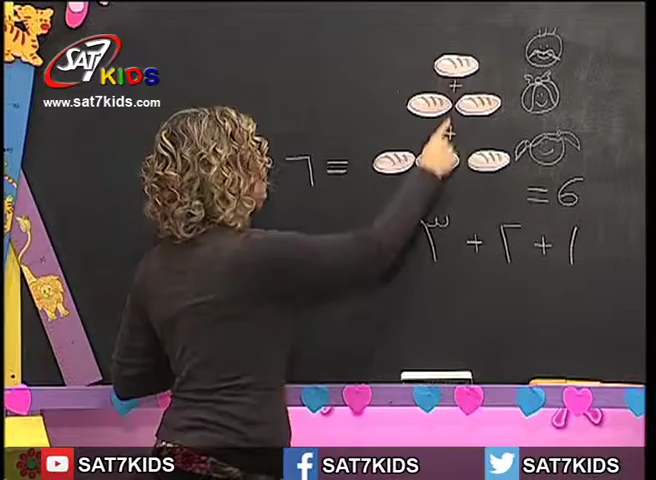 SAT7
KIDS
www.sat7kids.com
+
+
٦ =
= 6
٣ + ٢ + ١
SAT7KIDS
SAT7KIDS
SAT7KIDS